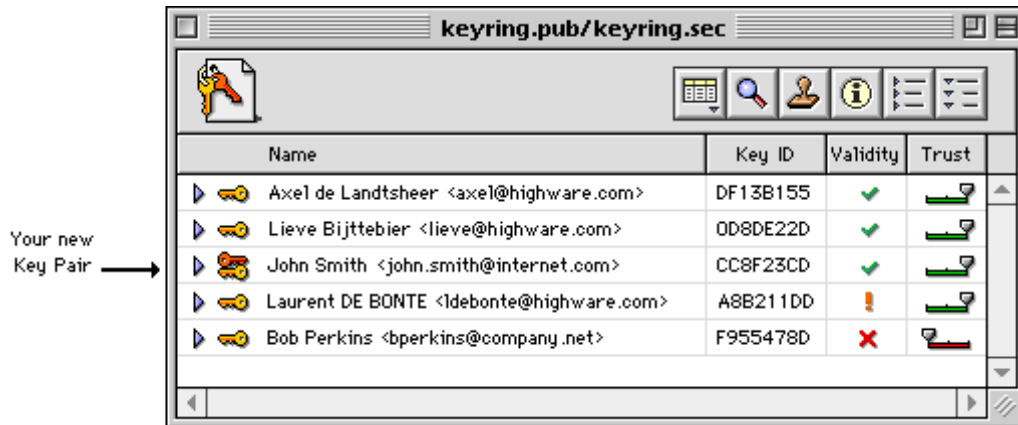 keyring.pub/keyring.sec
Name Key ID Validity Trust
Axel de Landtsheer <axel@highware.com> DF13B155
Lieve Bijttebier <lieve@highware.com> 0D8DE22D
Your new
Key Pair
John Smith <john.smith@internet.com> CC8F23CD
Laurent DE BONTE <ldebonte@highware.com> A8B211DD
Bob Perkins <bperkins@company.net> F955478D